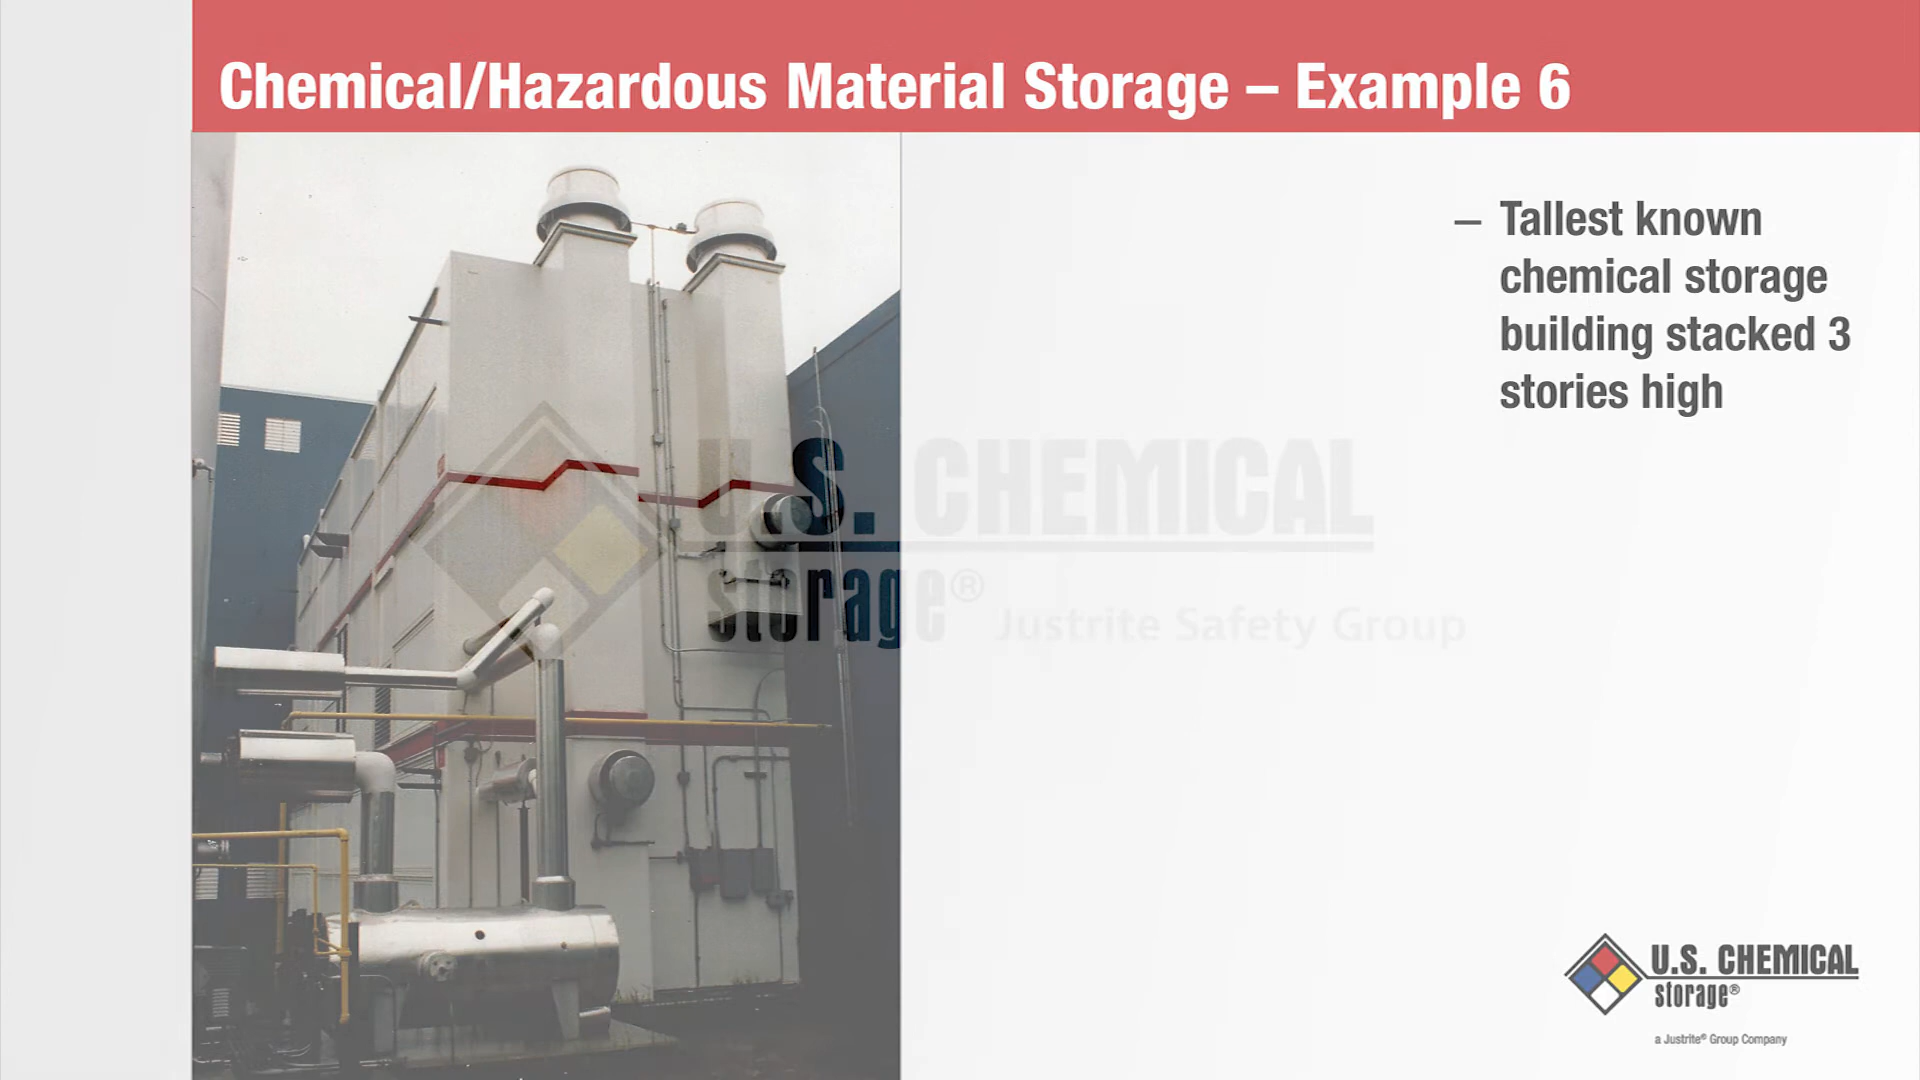 Chemical/Hazardous Material Storage – Example 6
– Tallest known
chemical storage
building stacked 3
stories high
U.S. CHEMICAL
storage®
Justrite Safety Group
U.S. CHEMICAL
storage®
a Justrite® Group Company